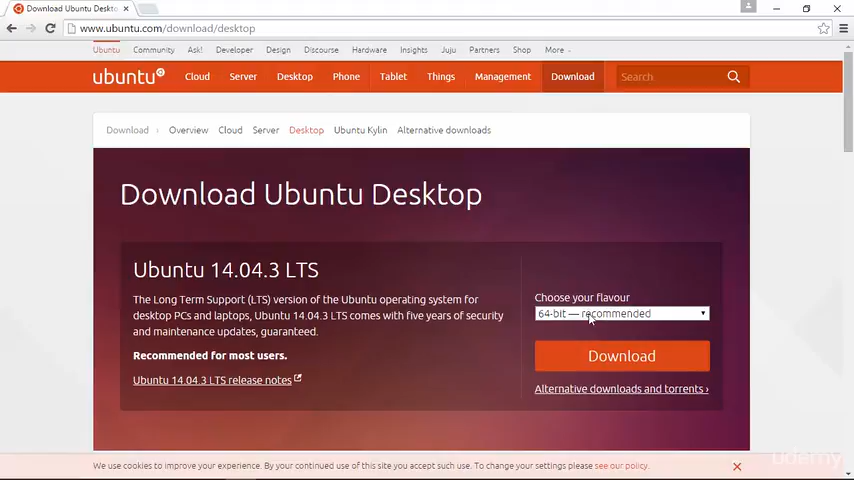 Download Ubuntu Deskto
www.ubuntu.com/download/desktop
Ubuntu Community Ask! Developer Design Discourse Hardware Insights Juju Partners Shop More
ubuntu Cloud Server Desktop Phone Tablet Things Management Download Search
Download › Overview Cloud Server Desktop Ubuntu Kylin Alternative downloads
Download Ubuntu Desktop
Ubuntu 14.04.3 LTS
The Long Term Support (LTS) version of the Ubuntu operating system for
desktop PCs and laptops, Ubuntu 14.04.3 LTS comes with five years of security
and maintenance updates, guaranteed.
Recommended for most users.
Ubuntu 14.04.3 LTS release notes
Choose your flavour
64-bit — recommended
Download
Alternative downloads and torrents ›
We use cookies to improve your experience. By your continued use of this site you accept such use. To change your settings please see our policy.
udemy